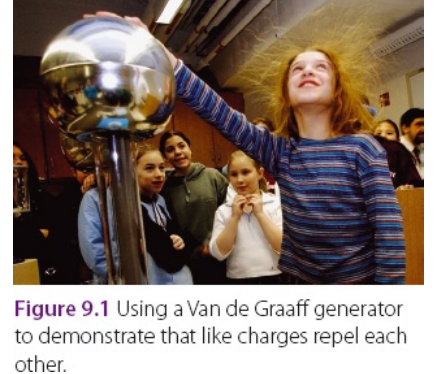 Figure 9.1 Using a Van de Graaff generator
to demonstrate that like charges repel each
other.